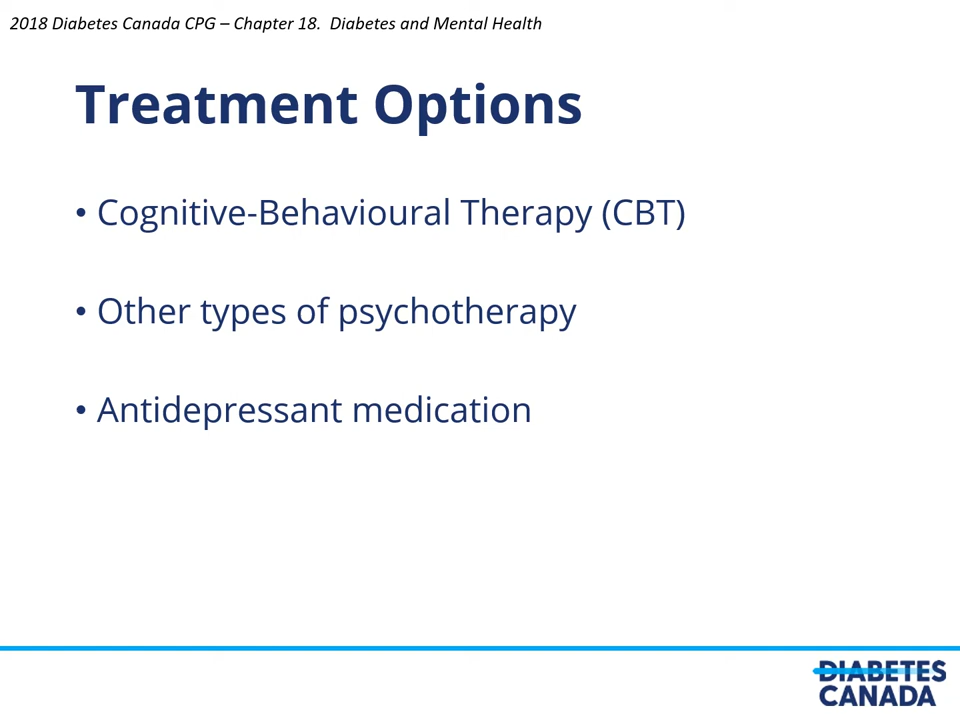 2018 Diabetes Canada CPG – Chapter 18.  Diabetes and Mental Health
Treatment Options
• Cognitive-Behavioural Therapy (CBT)
• Other types of psychotherapy
• Antidepressant medication
DIABETES
CANADA